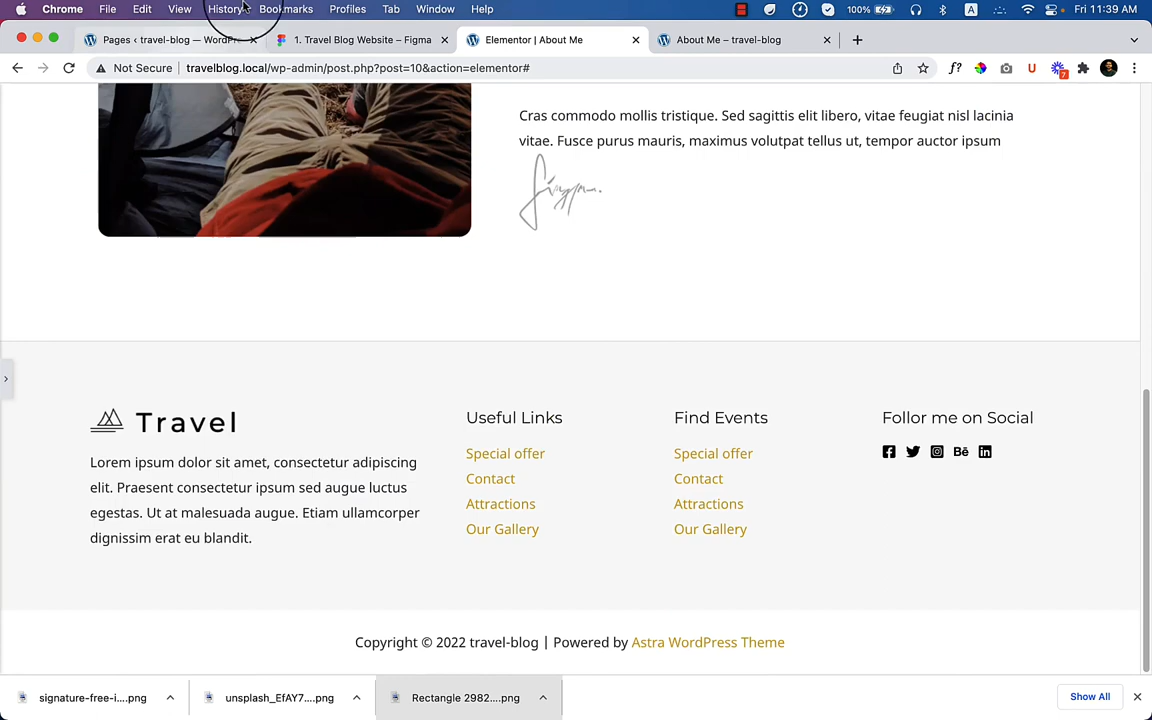 Chrome File Edit View History Bookmarks Profiles Tab Window Help 100% A Fri 11:39 AM
Pages ‹ travel-blog — WordPr 1. Travel Blog Website – Figma Elementor | About Me About Me – travel-blog
Not Secure travelblog.local/wp-admin/post.php?post=10&action=elementor# f? U 7
Cras commodo mollis tristique. Sed sagittis elit libero, vitae feugiat nisl lacinia
vitae. Fusce purus mauris, maximus volutpat tellus ut, tempor auctor ipsum
Travel
Lorem ipsum dolor sit amet, consectetur adipiscing
elit. Praesent consectetur ipsum sed augue luctus
egestas. Ut at malesuada augue. Etiam ullamcorper
dignissim erat eu blandit.
Useful Links
Special offer
Contact
Attractions
Our Gallery
Find Events
Special offer
Contact
Attractions
Our Gallery
Follor me on Social
Bē
Copyright © 2022 travel-blog | Powered by Astra WordPress Theme
signature-free-i....png unsplash_EfAY7....png Rectangle 2982....png Show All